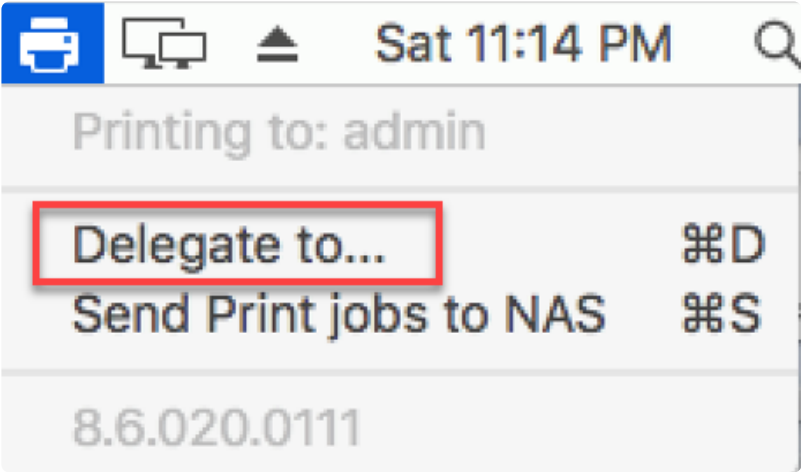 Sat 11:14 PM
Printing to: admin
Delegate to... ⌘D
Send Print jobs to NAS ⌘S
8.6.020.0111